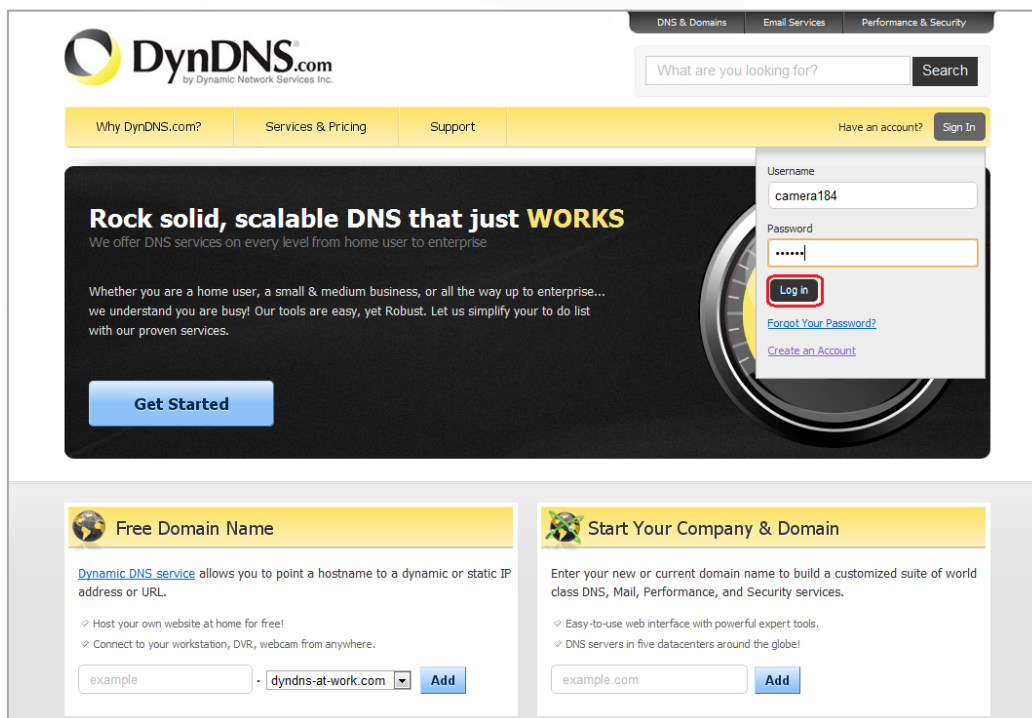 DNS & Domains Email Services Performance & Security
DynDNS.com
by Dynamic Network Services Inc.
What are you looking for? Search
Why DynDNS.com? Services & Pricing Support Have an account? Sign In
Username
camera184
Password
••••••
Log in
Forgot Your Password?
Create an Account
Rock solid, scalable DNS that just WORKS
We offer DNS services on every level from home user to enterprise
Whether you are a home user, a small & medium business, or all the way up to enterprise...
we understand you are busy! Our tools are easy, yet Robust. Let us simplify your to do list
with our proven services.
Get Started
Free Domain Name
Dynamic DNS service allows you to point a hostname to a dynamic or static IP
address or URL.
Host your own website at home for free!
Connect to your workstation, DVR, webcam from anywhere.
example - dyndns-at-work.com Add
Start Your Company & Domain
Enter your new or current domain name to build a customized suite of world
class DNS, Mail, Performance, and Security services.
Easy-to-use web interface with powerful expert tools.
DNS servers in five datacenters around the globe!
example.com Add